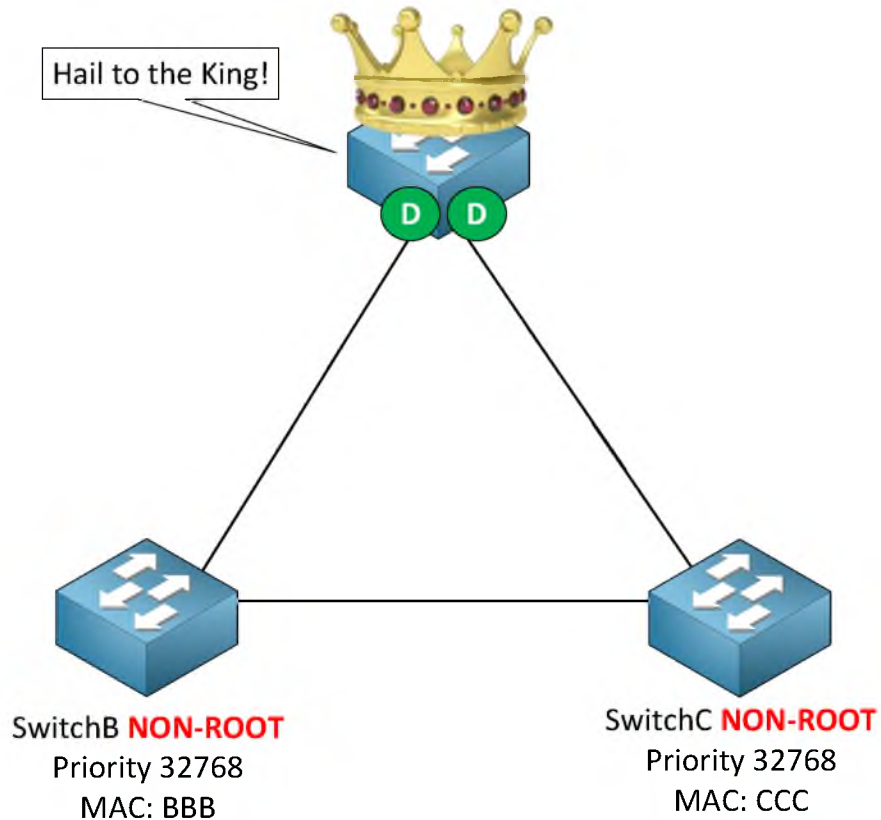 Hail to the King!
D D
SwitchB NON-ROOT
Priority 32768
MAC: BBB
SwitchC NON-ROOT
Priority 32768
MAC: CCC